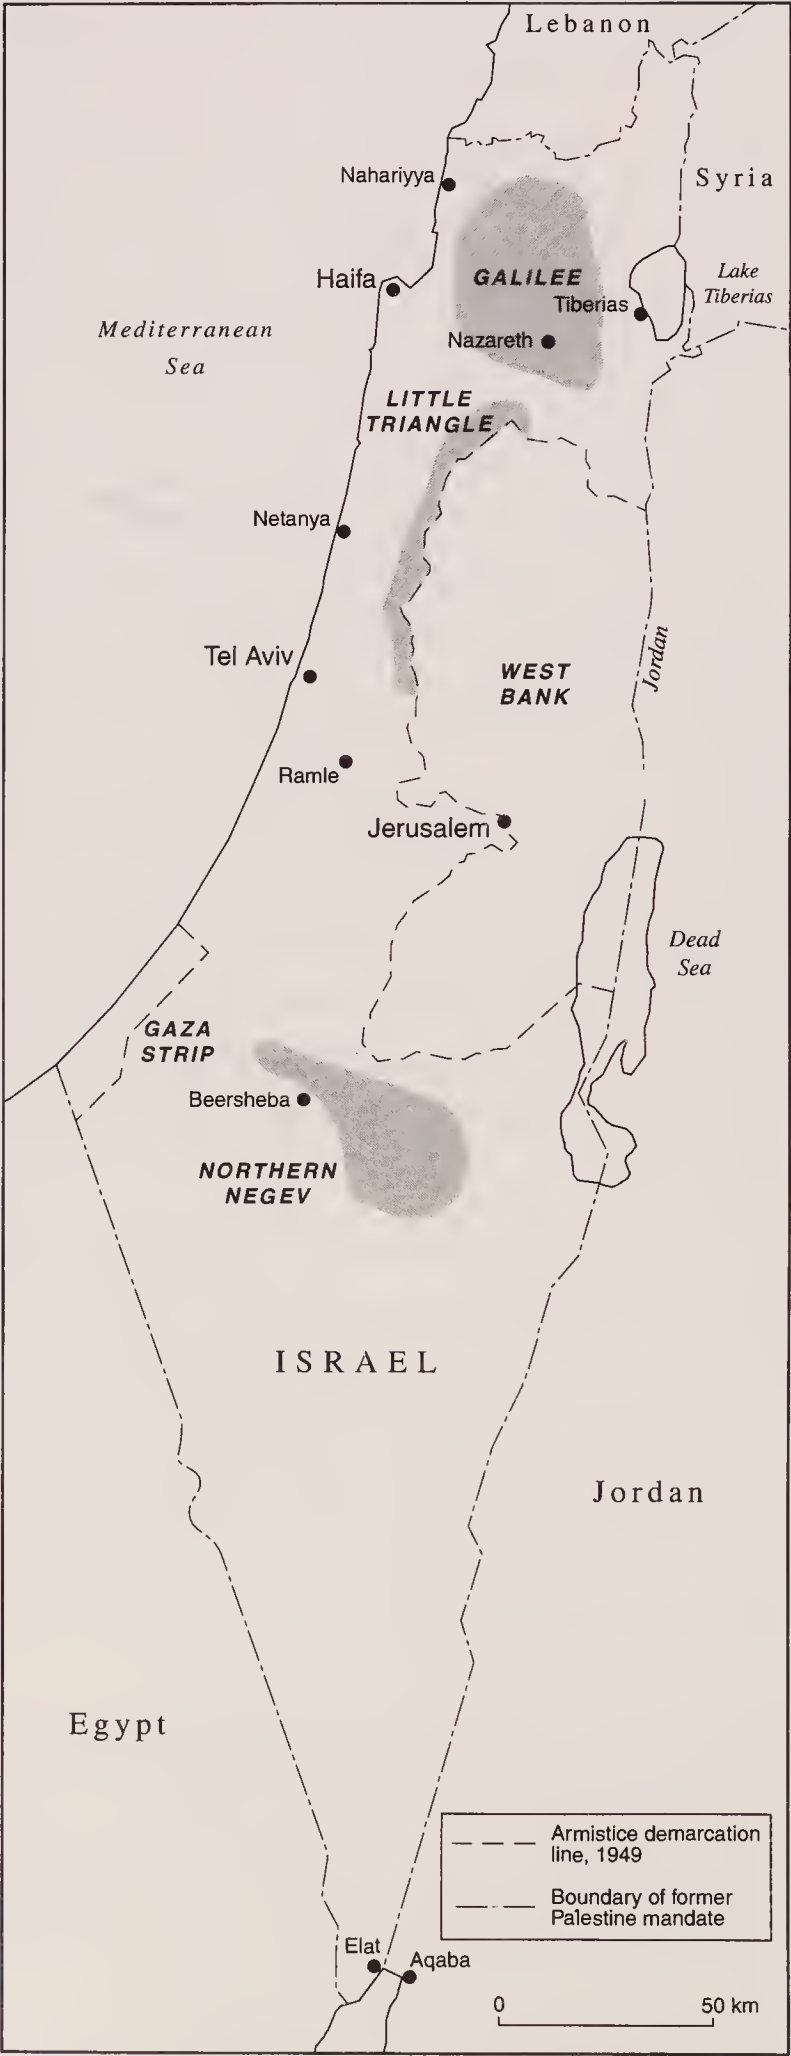 Lebanon
Nahariyya
Syria
Haifa
GALILEE
Lake
Tiberias
Tiberias
Mediterranean
Sea
Nazareth
LITTLE
TRIANGLE
Netanya
Tel Aviv
Jordan
WEST
BANK
Ramle
Jerusalem
Dead
Sea
GAZA
STRIP
Beersheba
NORTHERN
NEGEV
ISRAEL
Jordan
Egypt
Armistice demarcation
line, 1949
Boundary of former
Palestine mandate
Elat
Aqaba
0 50 km